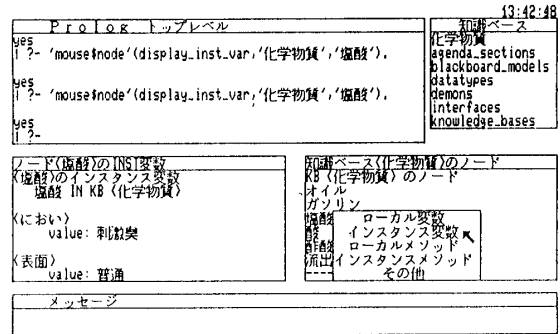 13:42:48
Ｐｒｏｌｏｇ トップレベル
yes
| ?- 'mouse$node'(display_inst_var,'化学物質','塩酸').
yes
| ?- 'mouse$node'(display_inst_var,'化学物質','塩酸').
yes
| ?-
知識ベース
化学物質
agenda_sections
blackboard_models
datatypes
demons
interfaces
knowledge_bases
ノード(塩酸)のINST変数
〈塩酸〉のインスタンス変数
塩酸 IN KB〈化学物質〉
〈におい〉
value: 刺激臭
〈表面〉
value: 普通
知識ベース〈化学物質〉のノード
KB〈化学物質〉のノード
オイル
ガソリン
塩酸
酸
酢酸
流出
----
ローカル変数
インスタンス変数
ローカルメソッド
インスタンスメソッド
その他
メッセージ